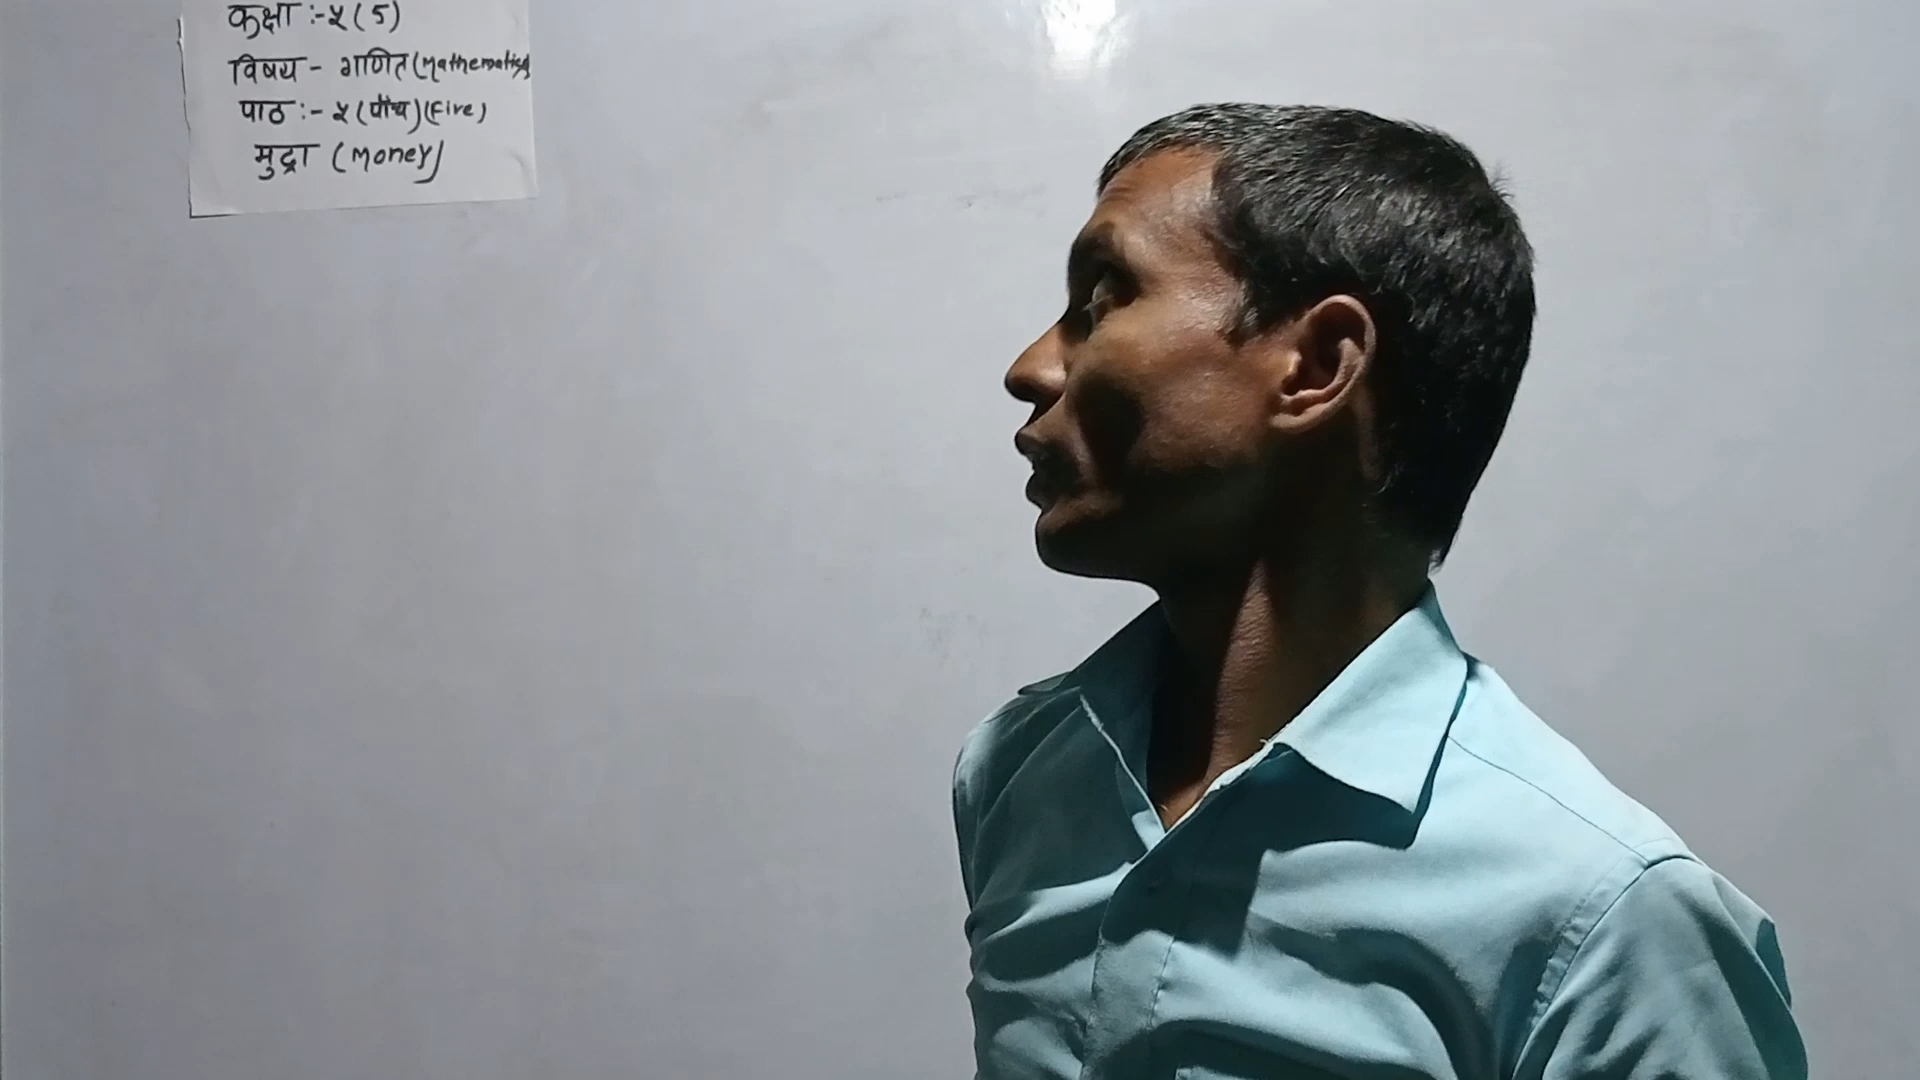 कक्षा :- ५ (5)
विषय - गणित (Mathematics)
पाठ :- ५ (पाँच) (Five)
मुद्रा (Money)